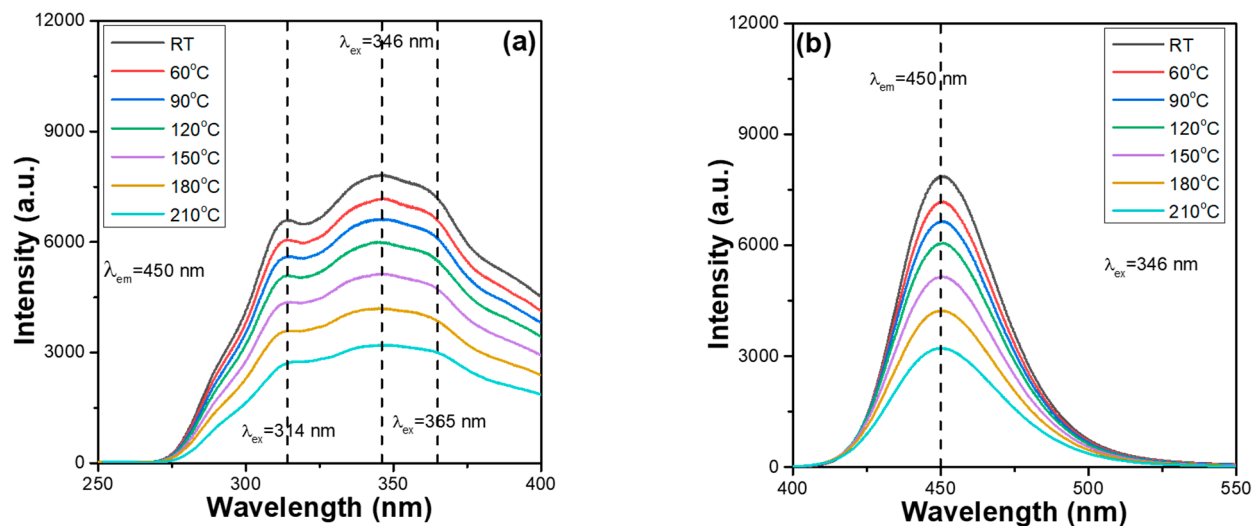 (a)
λex=346 nm
RT
60°C
90°C
120°C
150°C
180°C
210°C
λem=450 nm
λex=314 nm
λex=365 nm
12000
9000
6000
3000
0
250
300
350
400
Intensity (a.u.)
Wavelength (nm)
(b)
λem=450 nm
RT
60°C
90°C
120°C
150°C
180°C
210°C
λex=346 nm
12000
9000
6000
3000
0
400
450
500
550
Intensity (a.u.)
Wavelength (nm)